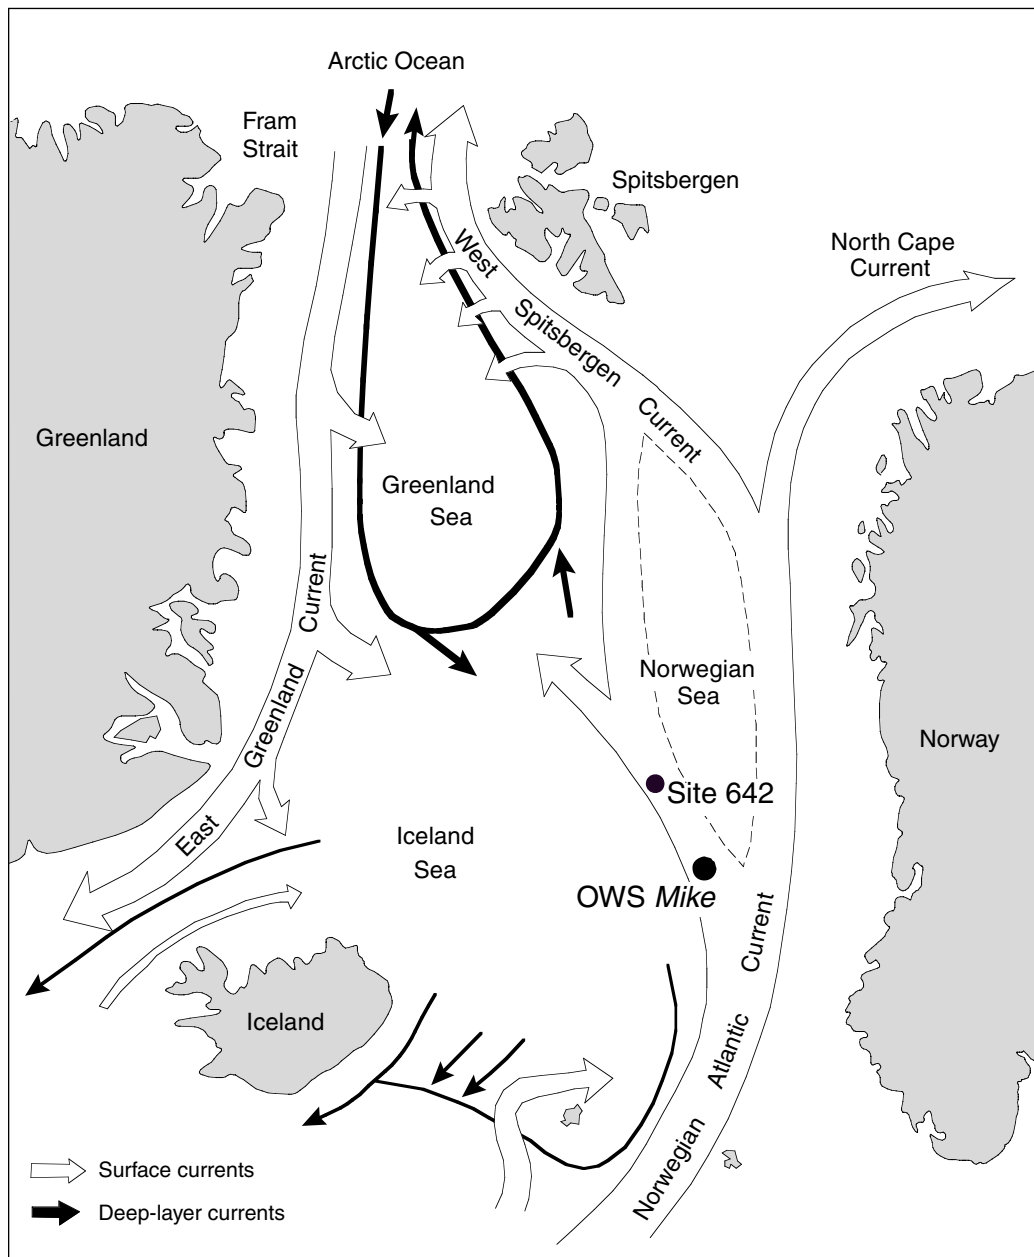 Arctic Ocean
Fram
Strait
Spitsbergen
North Cape
Current
West
Spitsbergen
Current
Greenland
Greenland
Sea
Current
Greenland
East
Norwegian
Sea
Norway
Site 642
Iceland
Sea
OWS Mike
Current
Atlantic
Norwegian
Iceland
Surface currents
Deep-layer currents